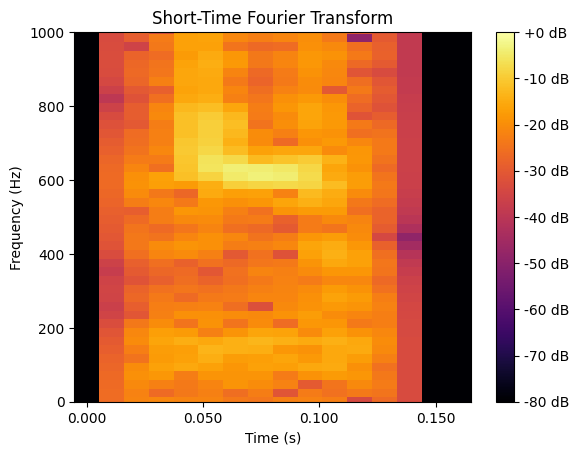 Short-Time Fourier Transform
1000
800
600
400
200
0
Frequency (Hz)
0.000
0.050
0.100
0.150
Time (s)
+0 dB
-10 dB
-20 dB
-30 dB
-40 dB
-50 dB
-60 dB
-70 dB
-80 dB